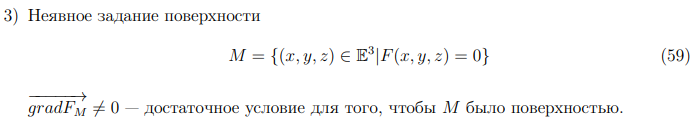 3) Неявное задание поверхности
M = {(x, y, z) ∈ 𝔼³|F(x, y, z) = 0} (59)
$\overrightarrow{gradF_M}$ ≠ 0 — достаточное условие для того, чтобы M было поверхностью.